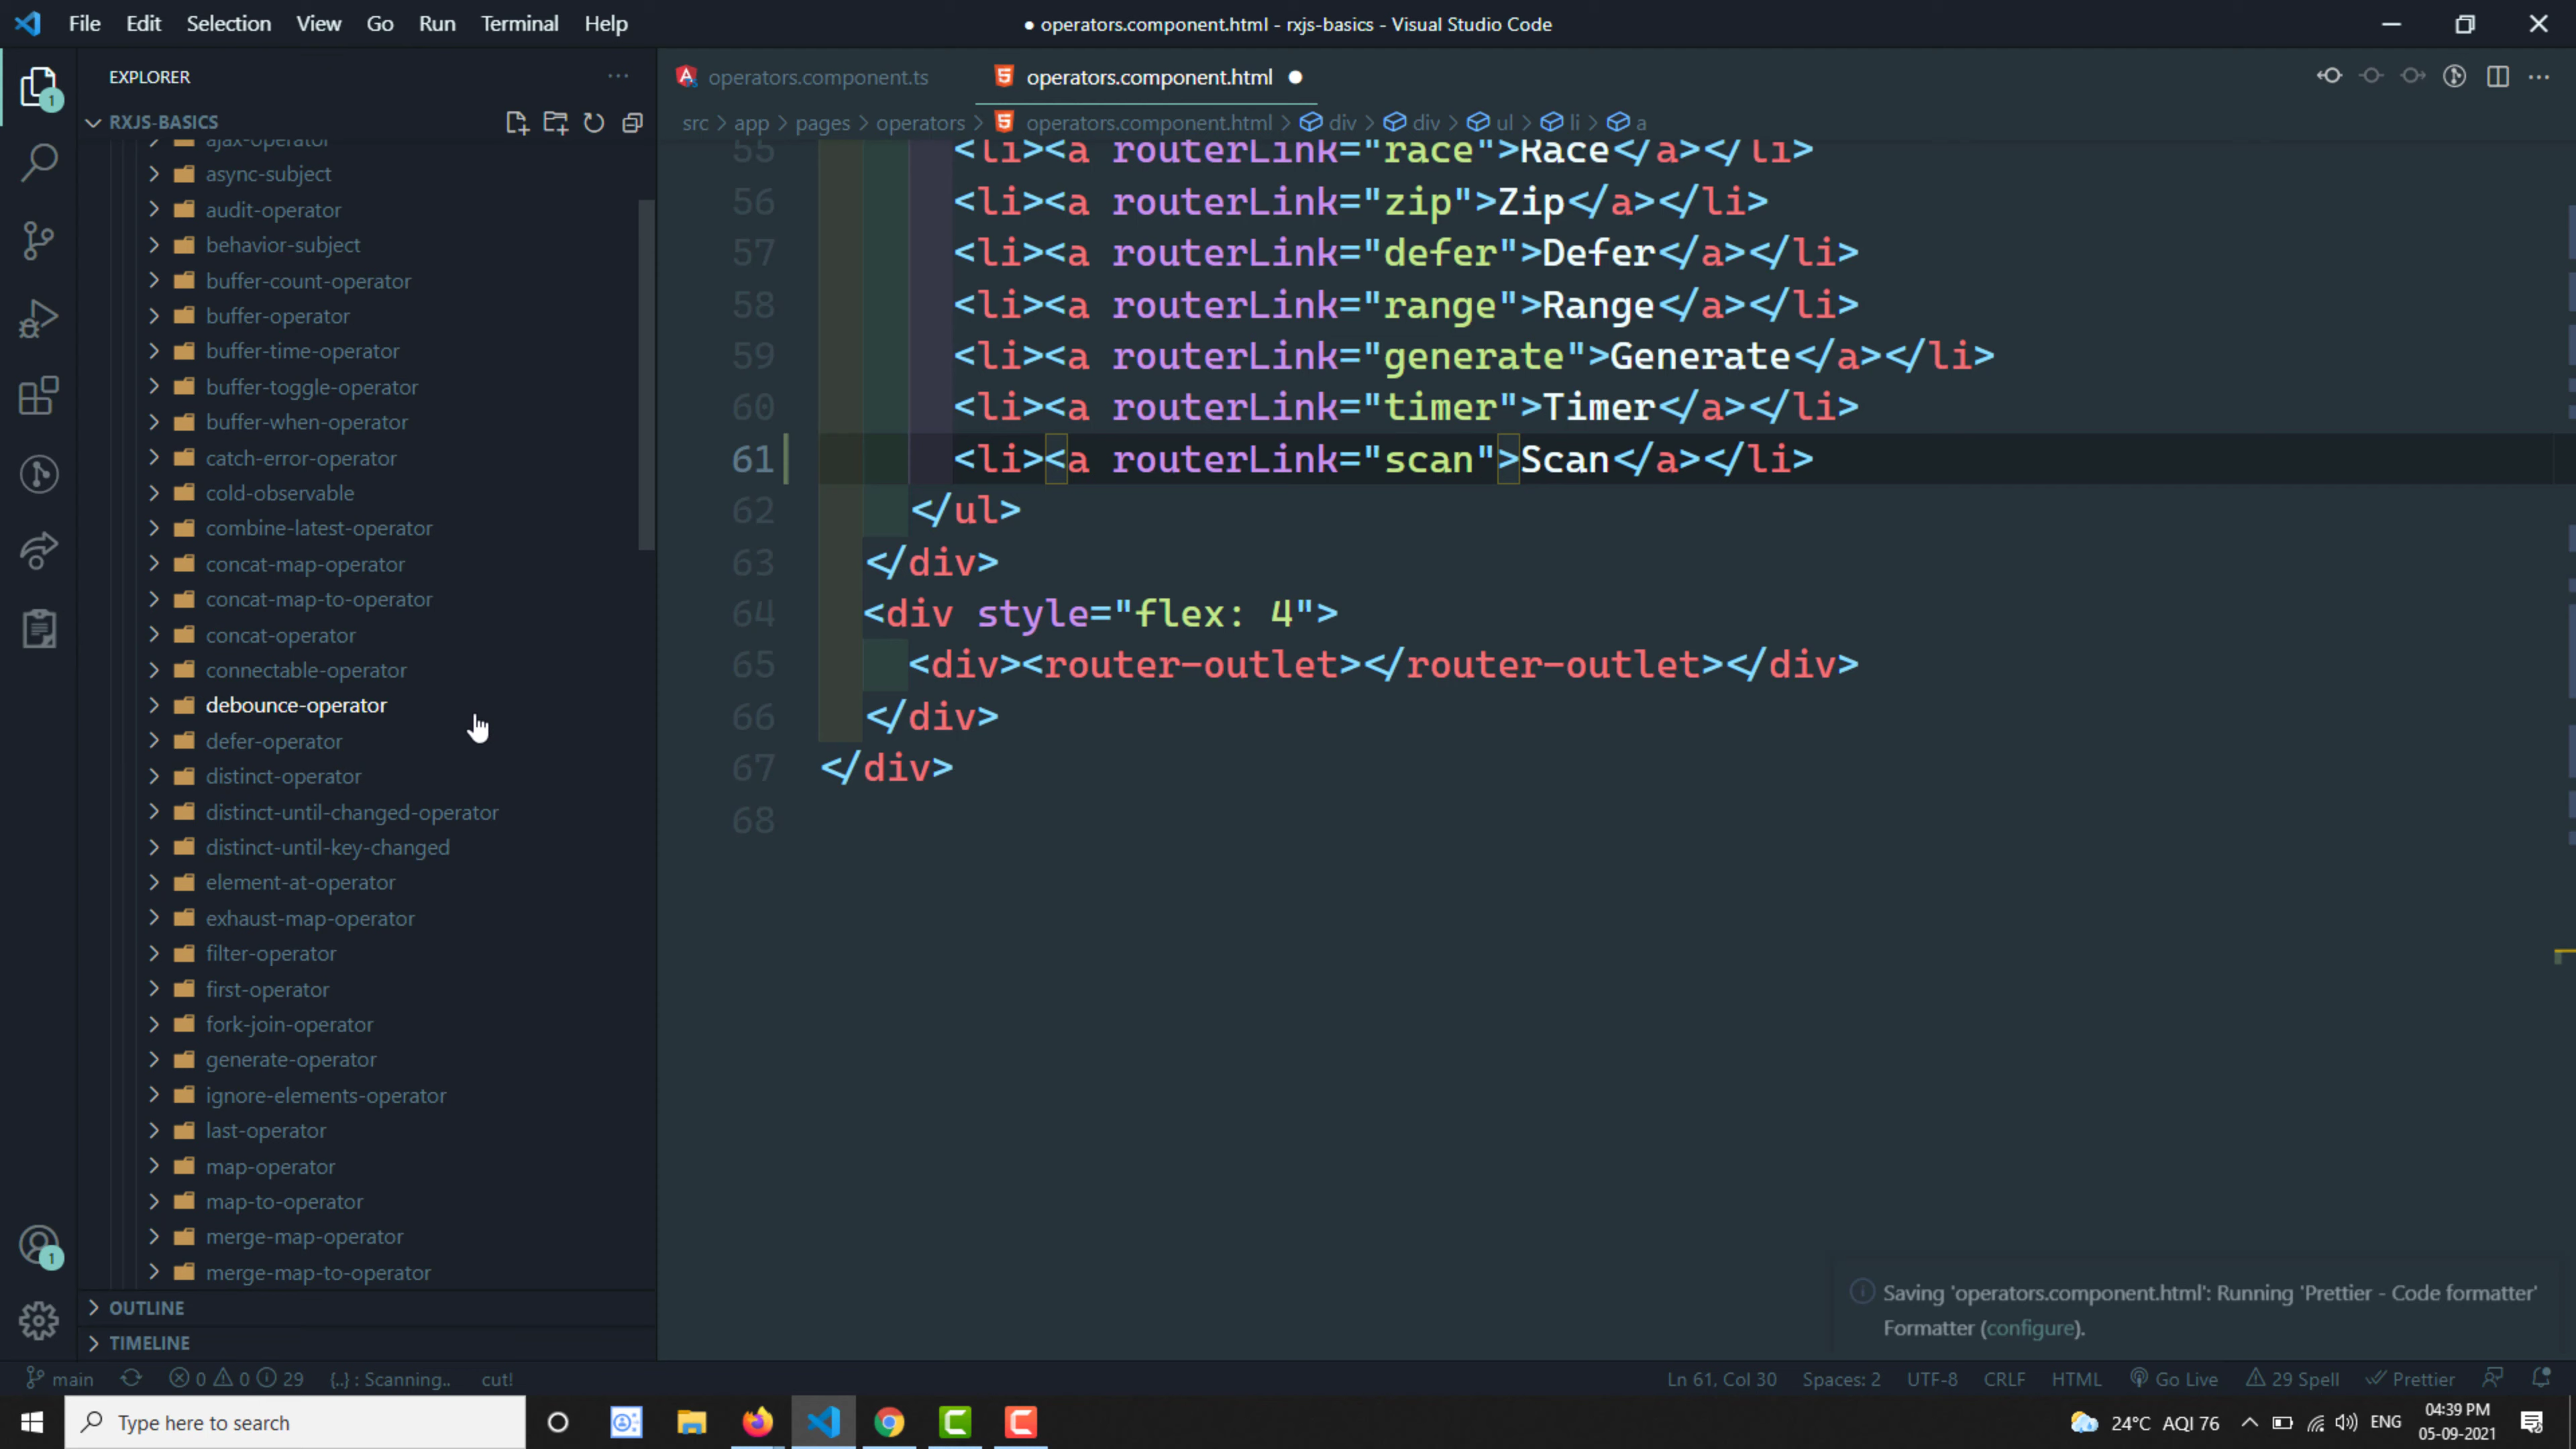 File Edit Selection View Go Run Terminal Help
● operators.component.html - rxjs-basics - Visual Studio Code
EXPLORER
RXJS-BASICS
ajax-operator
async-subject
audit-operator
behavior-subject
buffer-count-operator
buffer-operator
buffer-time-operator
buffer-toggle-operator
buffer-when-operator
catch-error-operator
cold-observable
combine-latest-operator
concat-map-operator
concat-map-to-operator
concat-operator
connectable-operator
debounce-operator
defer-operator
distinct-operator
distinct-until-changed-operator
distinct-until-key-changed
element-at-operator
exhaust-map-operator
filter-operator
first-operator
fork-join-operator
generate-operator
ignore-elements-operator
last-operator
map-operator
map-to-operator
merge-map-operator
merge-map-to-operator
OUTLINE
TIMELINE
1
1
operators.component.ts operators.component.html ●
src > app > pages > operators > operators.component.html > div > div > ul > li > a
55 <li><a routerLink="race">Race</a></li>
56 <li><a routerLink="zip">Zip</a></li>
57 <li><a routerLink="defer">Defer</a></li>
58 <li><a routerLink="range">Range</a></li>
59 <li><a routerLink="generate">Generate</a></li>
60 <li><a routerLink="timer">Timer</a></li>
61 <li><a routerLink="scan">Scan</a></li>
62 </ul>
63 </div>
64 <div style="flex: 4">
65 <div><router-outlet></router-outlet></div>
66 </div>
67 </div>
68
Saving 'operators.component.html': Running 'Prettier - Code formatter'
Formatter (configure).
main 0 0 29 {..} : Scanning.. cut!
Ln 61, Col 30 Spaces: 2 UTF-8 CRLF HTML Go Live 29 Spell Prettier
Type here to search
24°C AQI 76 ENG
04:39 PM
05-09-2021